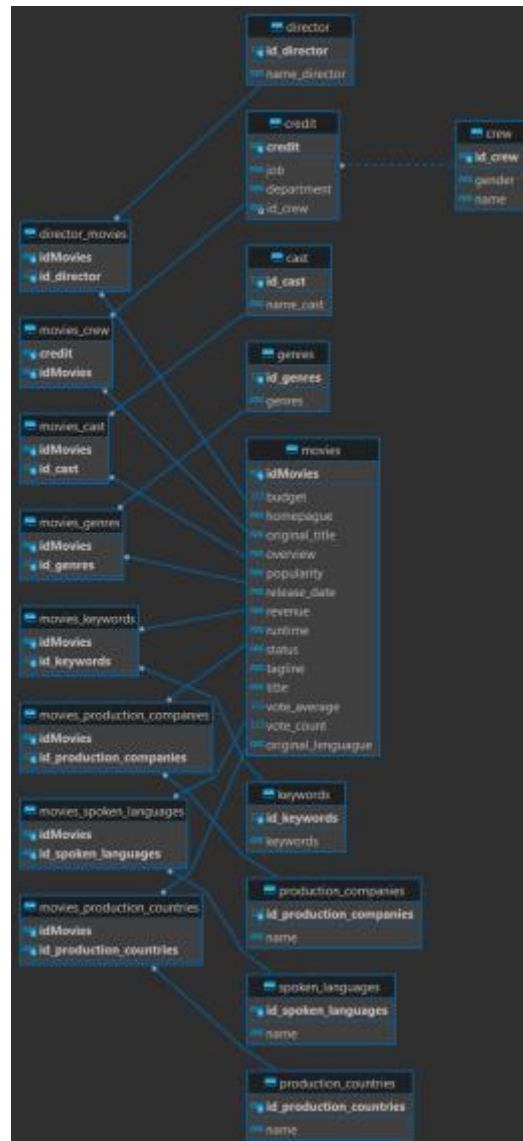 director
id_director
name_director
credit
credit
job
department
id_crew
crew
id_crew
gender
name
director_movies
idMovies
id_director
cast
id_cast
name_cast
movies_crew
credit
idMovies
genres
id_genres
genres
movies_cast
idMovies
id_cast
movies
idMovies
budget
homepague
original_title
overview
popularity
release_date
revenue
runtime
status
tagline
title
vote_average
vote_count
original_lenguague
movies_genres
idMovies
id_genres
movies_keywords
idMovies
id_keywords
movies_production_companies
idMovies
id_production_companies
movies_spoken_languages
idMovies
id_spoken_languages
movies_production_countries
idMovies
id_production_countries
keywords
id_keywords
keywords
production_companies
id_production_companies
name
spoken_languages
id_spoken_languages
name
production_countries
id_production_countries
name